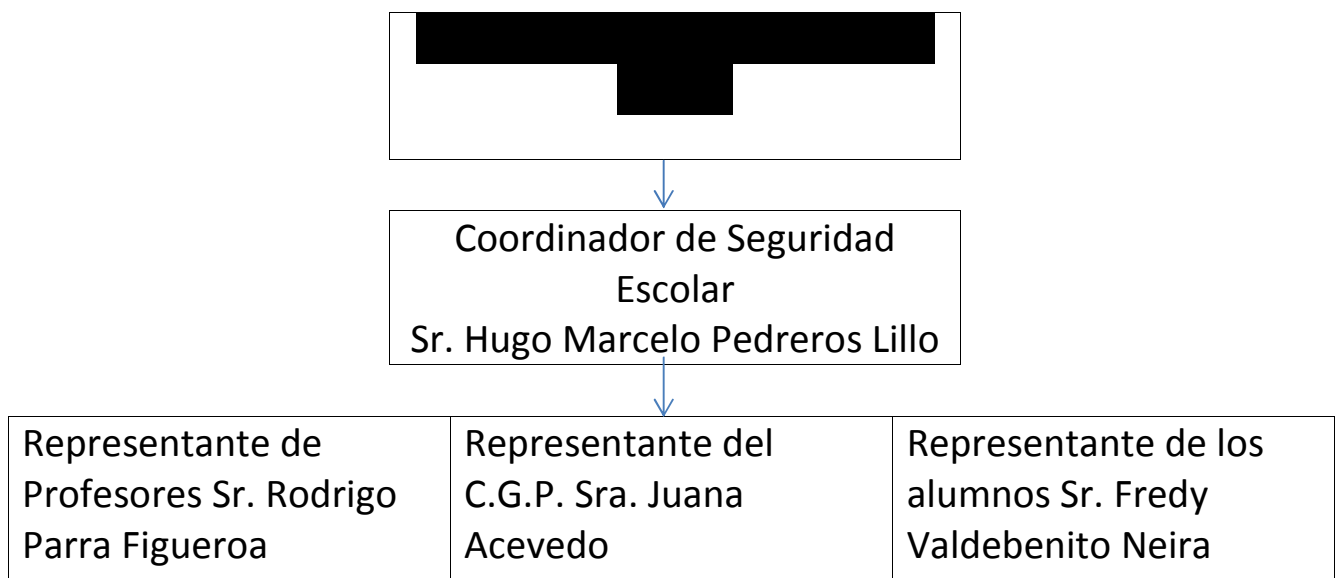 Coordinador de Seguridad
Escolar
Sr. Hugo Marcelo Pedreros Lillo
Representante de
Profesores Sr. Rodrigo
Parra Figueroa
Representante del
C.G.P. Sra. Juana
Acevedo
Representante de los
alumnos Sr. Fredy
Valdebenito Neira